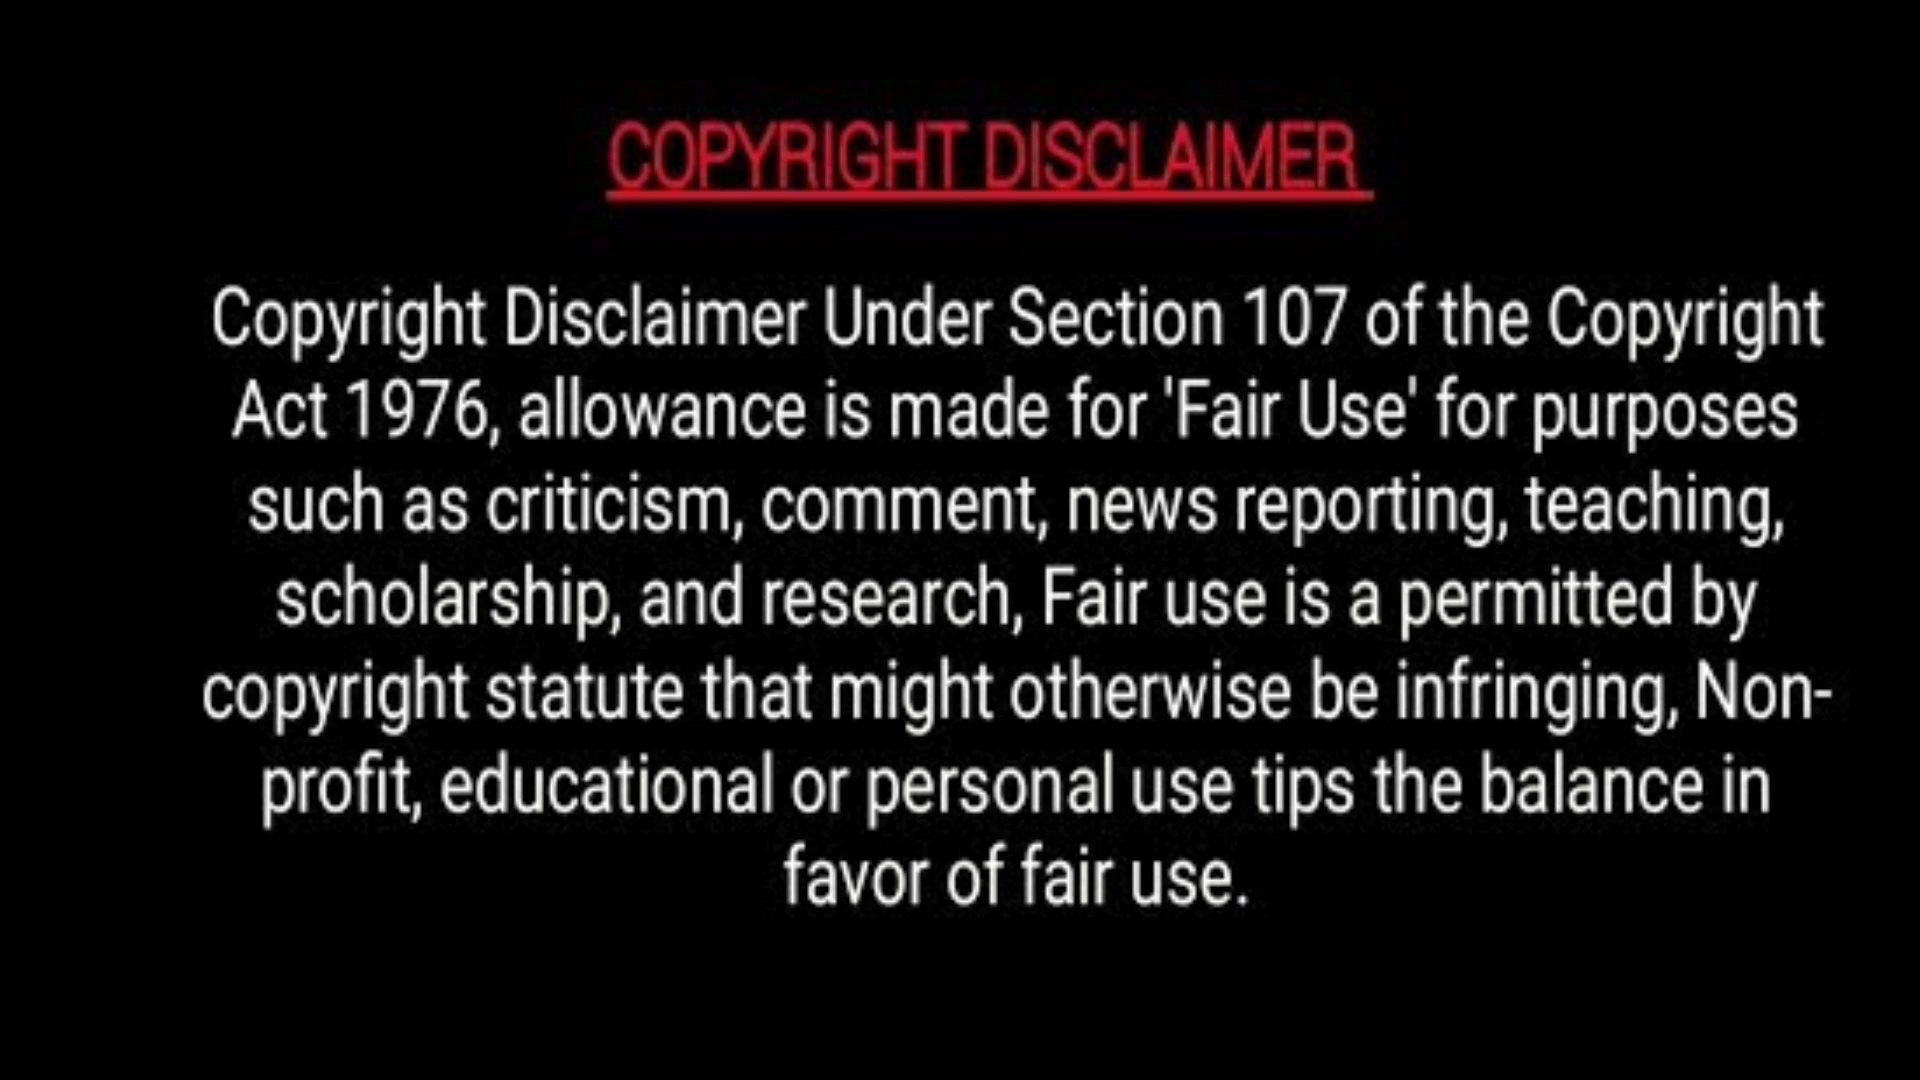 COPYRIGHT DISCLAIMER
Copyright Disclaimer Under Section 107 of the Copyright
Act 1976, allowance is made for 'Fair Use' for purposes
such as criticism, comment, news reporting, teaching,
scholarship, and research, Fair use is a permitted by
copyright statute that might otherwise be infringing, Non-
profit, educational or personal use tips the balance in
favor of fair use.